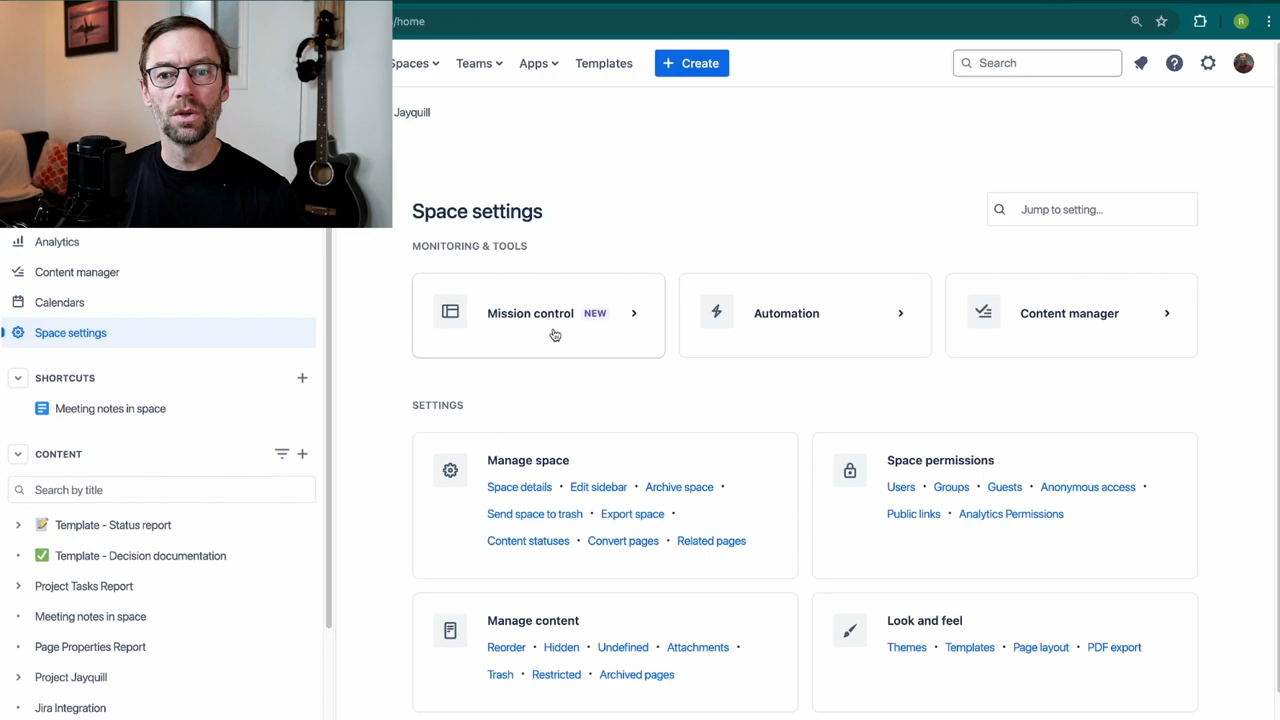 /home
Spaces Teams Apps Templates + Create Search
R
Jayquill
Space settings
Jump to setting...
MONITORING & TOOLS
Mission control NEW
Automation
Content manager
SETTINGS
Manage space
Space details • Edit sidebar • Archive space •
Send space to trash • Export space •
Content statuses • Convert pages • Related pages
Space permissions
Users • Groups • Guests • Anonymous access •
Public links • Analytics Permissions
Manage content
Reorder • Hidden • Undefined • Attachments •
Trash • Restricted • Archived pages
Look and feel
Themes • Templates • Page layout • PDF export
Analytics
Content manager
Calendars
Space settings
SHORTCUTS
Meeting notes in space
CONTENT
Search by title
Template - Status report
Template - Decision documentation
Project Tasks Report
Meeting notes in space
Page Properties Report
Project Jayquill
Jira Integration